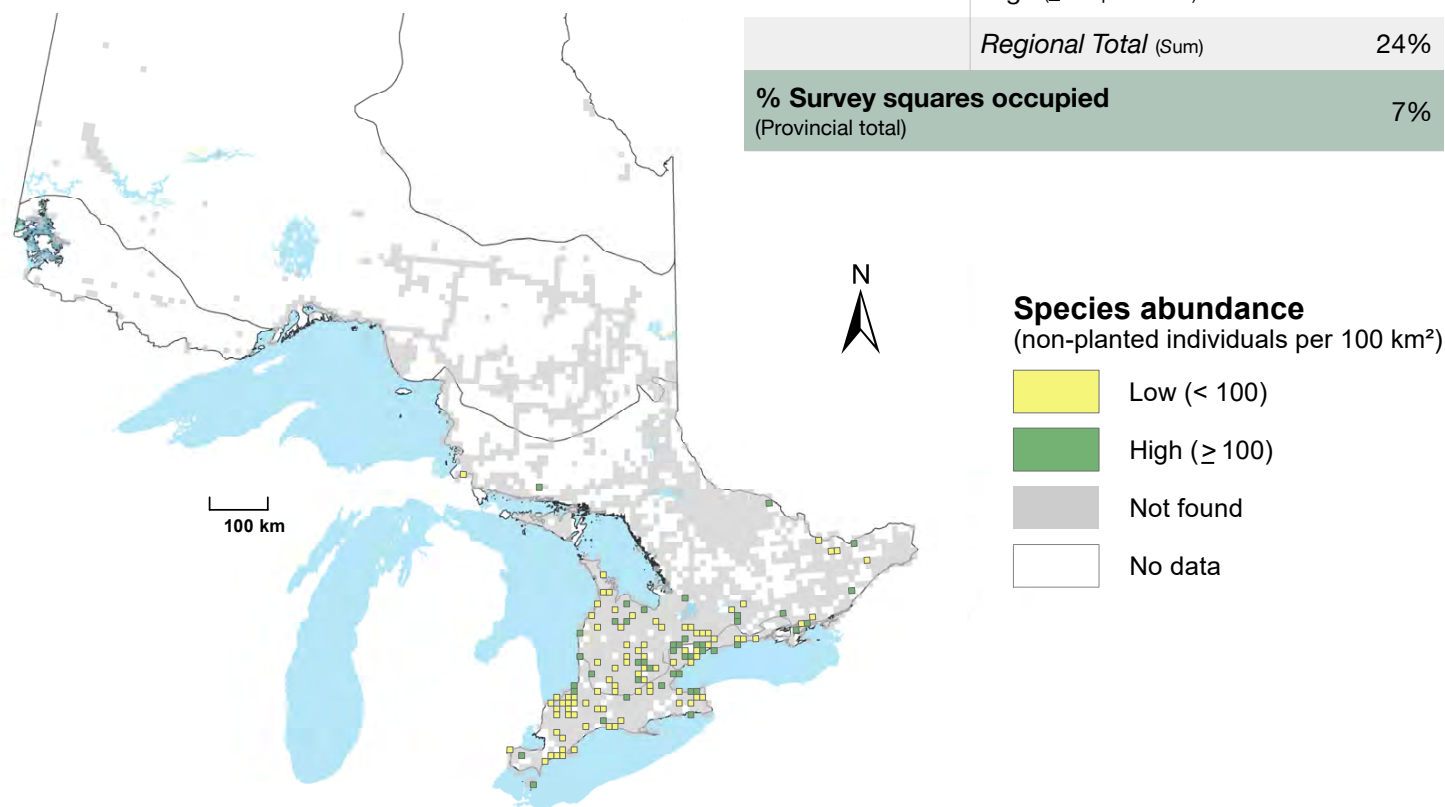 Regional Total (Sum) 24%
% Survey squares occupied 7%
(Provincial total)
N
Species abundance
(non-planted individuals per 100 km²)
Low (< 100)
High (≥ 100)
Not found
No data
100 km